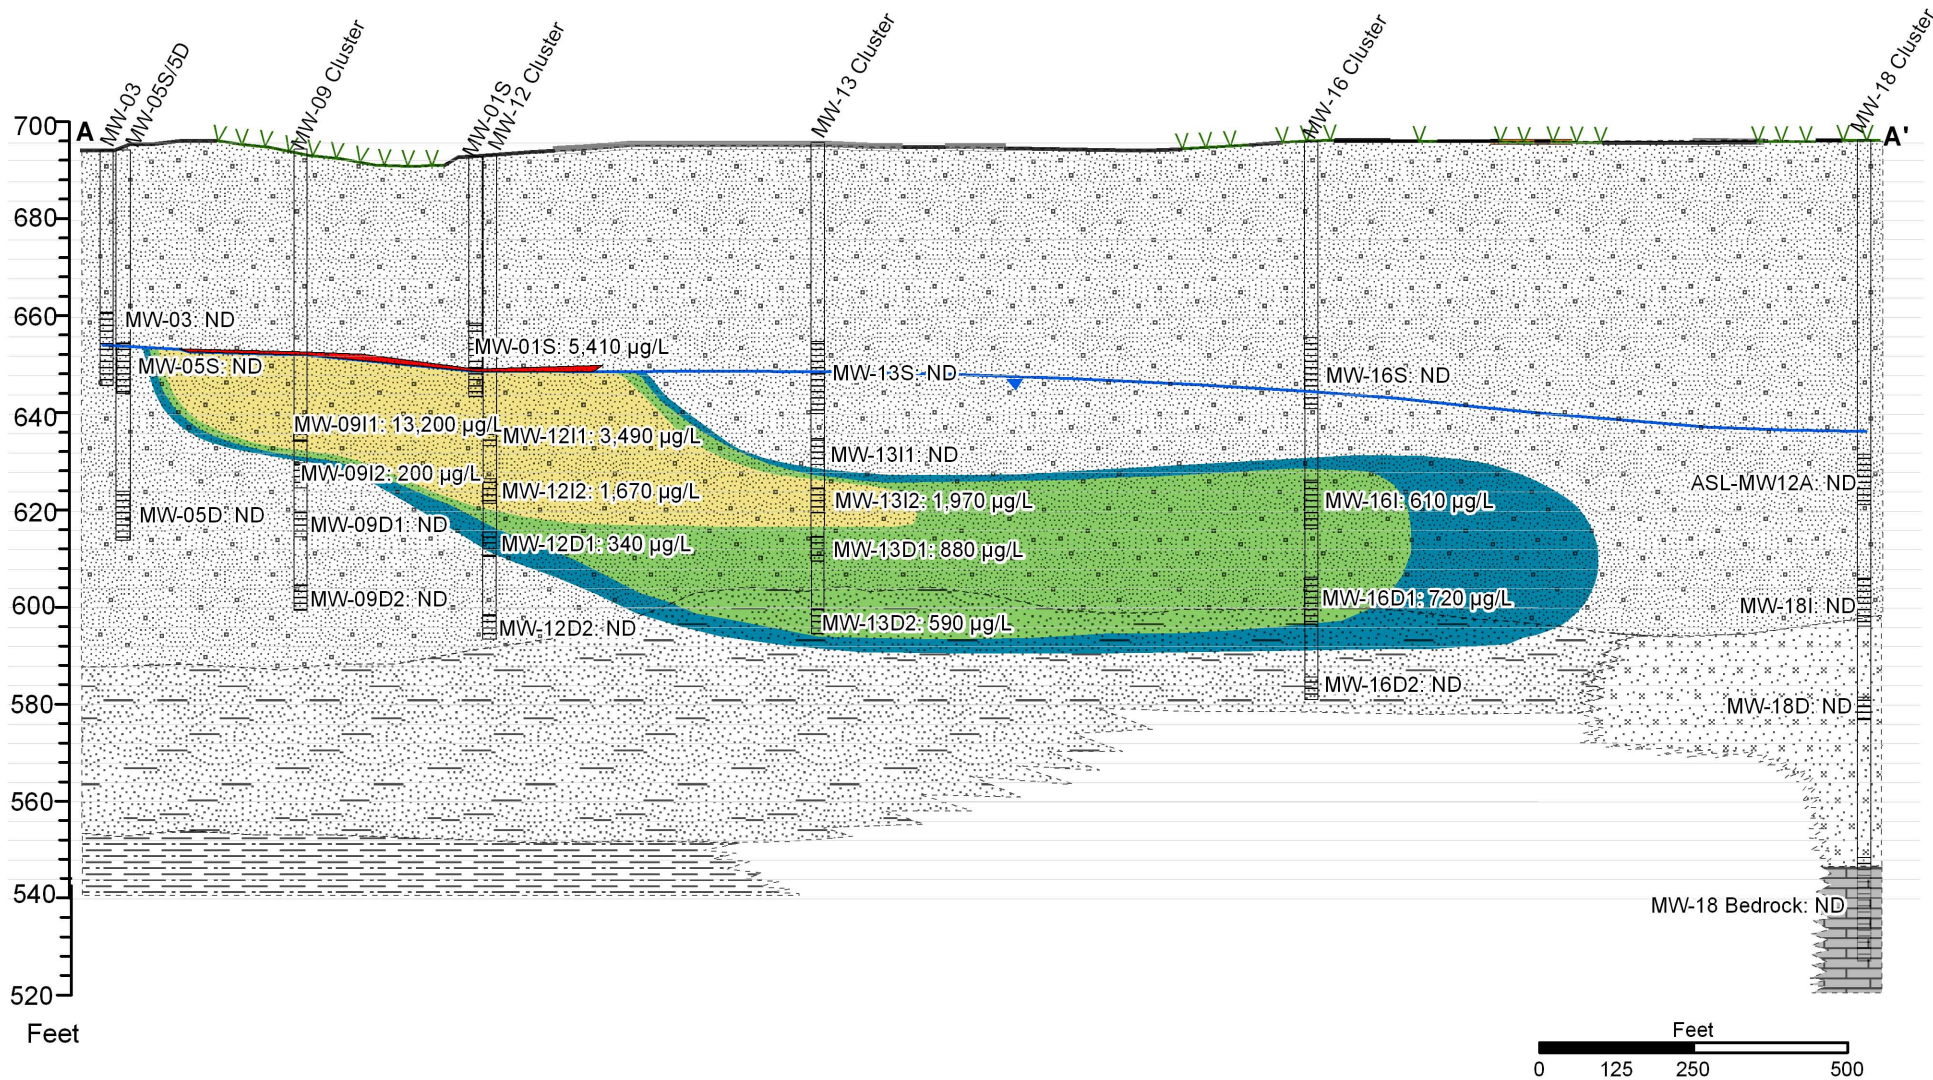 MW-03
MW-05S/5D
MW-09 Cluster
MW-01S
MW-12 Cluster
MW-13 Cluster
MW-16 Cluster
MW-18 Cluster
A
A'
700
680
660
640
620
600
580
560
540
520
Feet
MW-03: ND
MW-05S: ND
MW-05D: ND
MW-09I1: 13,200 µg/L
MW-09I2: 200 µg/L
MW-09D1: ND
MW-09D2: ND
MW-01S: 5,410 µg/L
MW-12I1: 3,490 µg/L
MW-12I2: 1,670 µg/L
MW-12D1: 340 µg/L
MW-12D2: ND
MW-13S: ND
MW-13I1: ND
MW-13I2: 1,970 µg/L
MW-13D1: 880 µg/L
MW-13D2: 590 µg/L
MW-16S: ND
MW-16I: 610 µg/L
MW-16D1: 720 µg/L
MW-16D2: ND
ASL-MW12A: ND
MW-18I: ND
MW-18D: ND
MW-18 Bedrock: ND
Feet
0 125 250 500